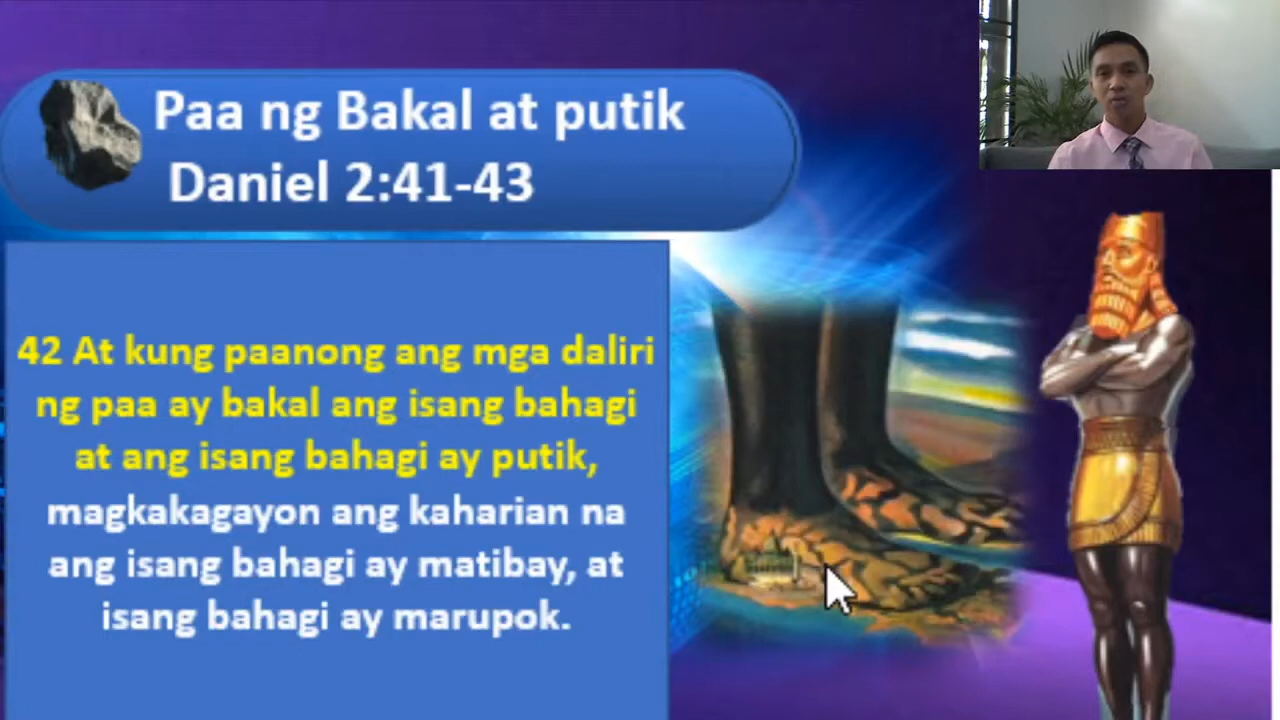 Paa ng Bakal at putik
Daniel 2:41-43
42 At kung paanong ang mga daliri
ng paa ay bakal ang isang bahagi
at ang isang bahagi ay putik,
magkakagayon ang kaharian na
ang isang bahagi ay matibay, at
isang bahagi ay marupok.